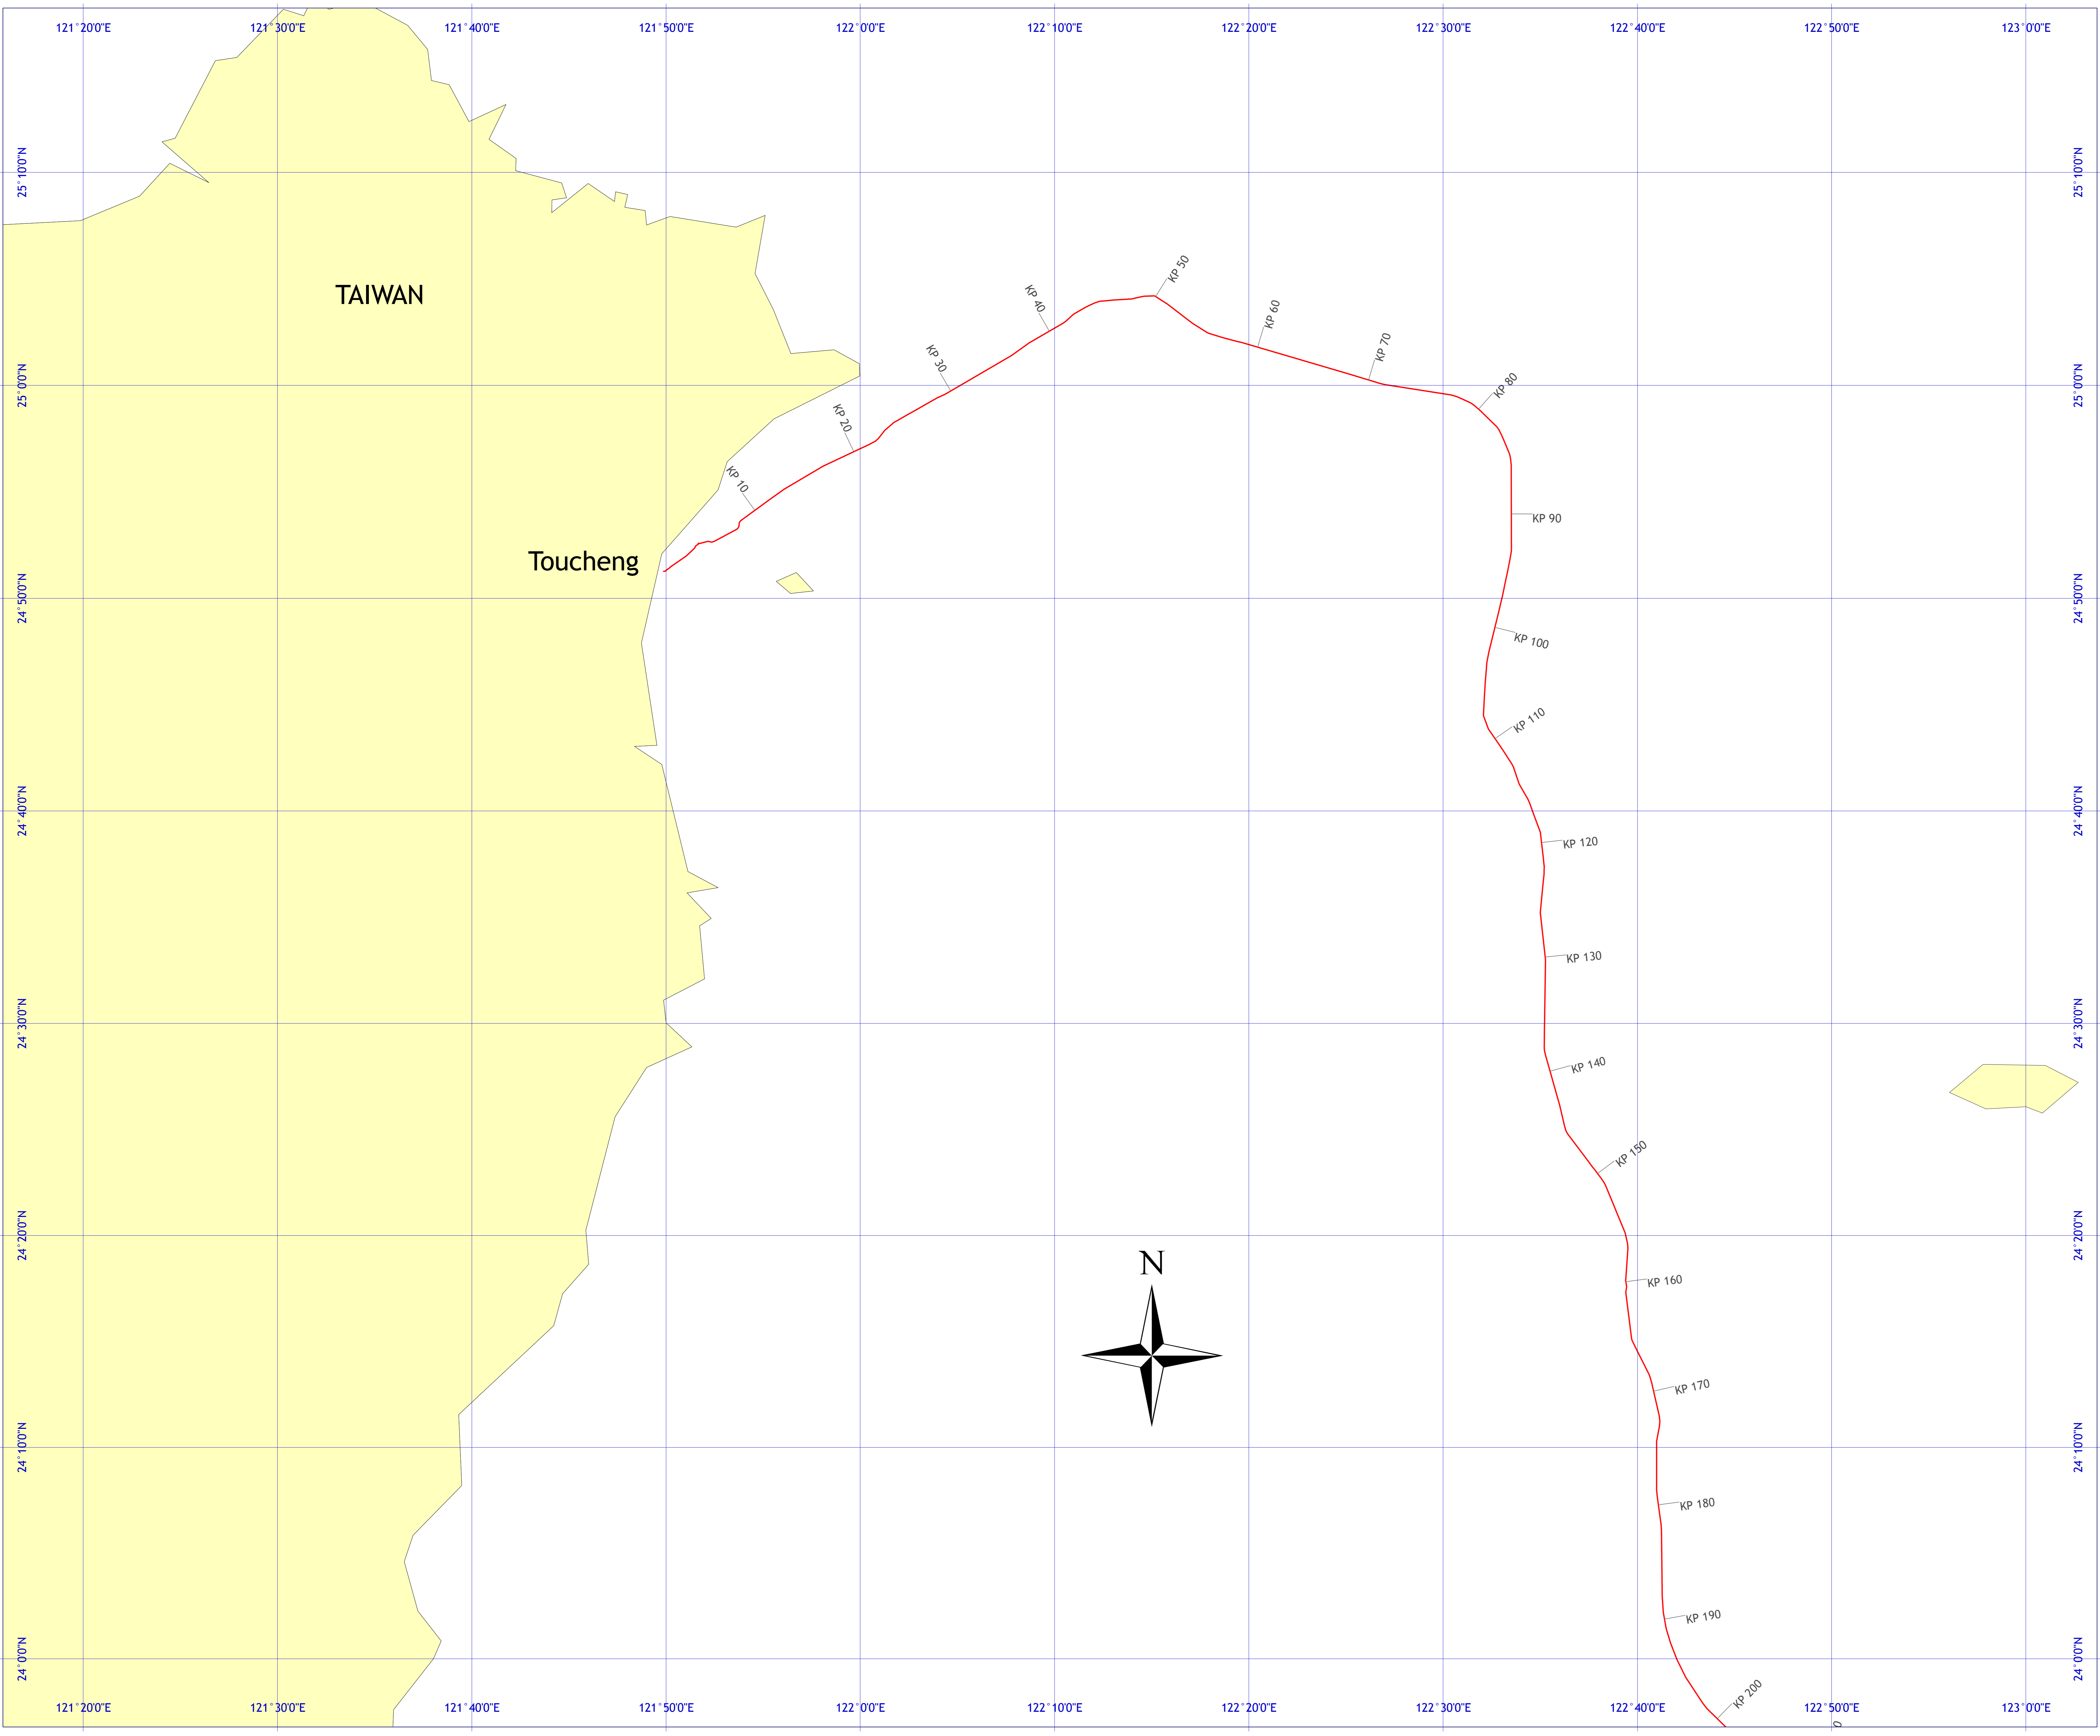 121°20'0"E
121°30'0"E
121°40'0"E
121°50'0"E
122°0'0"E
122°10'0"E
122°20'0"E
122°30'0"E
122°40'0"E
122°50'0"E
123°0'0"E
25°10'0"N
25°10'0"N
TAIWAN
KP 50
KP 40
KP 60
KP 30
KP 70
25°0'0"N
KP 80
25°0'0"N
KP 20
KP 10
KP 90
Toucheng
24°50'0"N
24°50'0"N
KP 100
KP 110
24°40'0"N
24°40'0"N
KP 120
KP 130
24°30'0"N
24°30'0"N
KP 140
KP 150
24°20'0"N
24°20'0"N
N
KP 160
KP 170
24°10'0"N
24°10'0"N
KP 180
KP 190
24°0'0"N
24°0'0"N
KP 200
121°20'0"E
121°30'0"E
121°40'0"E
121°50'0"E
122°0'0"E
122°10'0"E
122°20'0"E
122°30'0"E
122°40'0"E
122°50'0"E
123°0'0"E